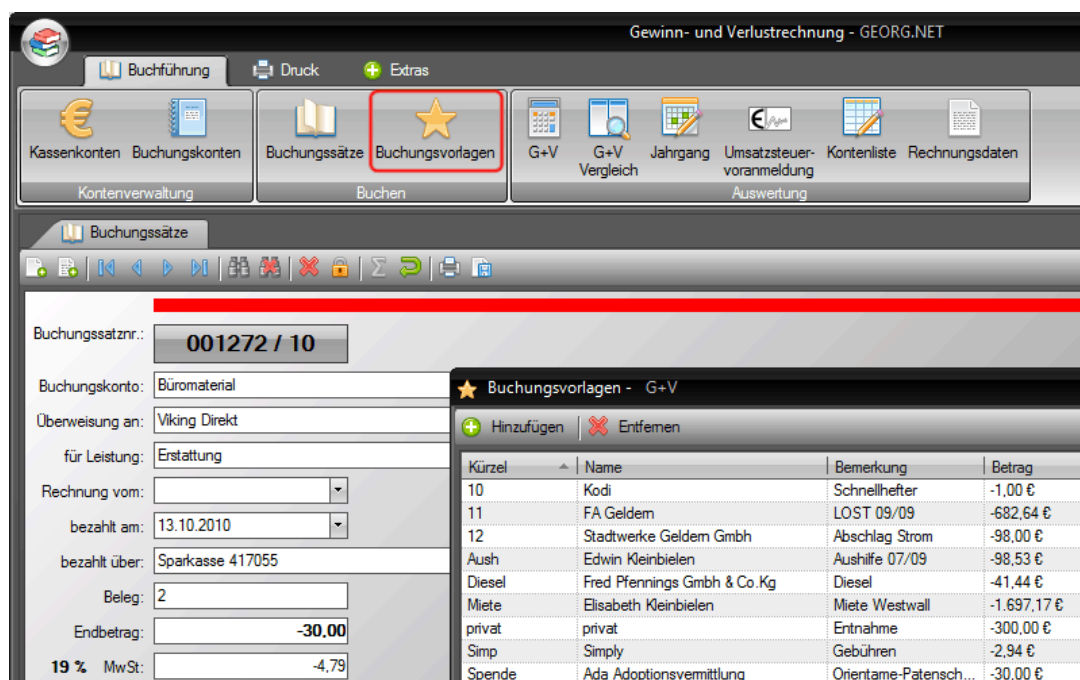 Gewinn- und Verlustrechnung - GEORG.NET
Buchführung Druck Extras
Kassenkonten Buchungskonten Buchungssätze Buchungsvorlagen G+V G+V Vergleich Jahrgang Umsatzsteuer-voranmeldung Kontenliste Rechnungsdaten
Kontenverwaltung Buchen Auswertung
Buchungssätze
Buchungssatznr.: 001272 / 10
Buchungskonto: Büromaterial
Überweisung an: Viking Direkt
für Leistung: Erstattung
Rechnung vom:
bezahlt am: 13.10.2010
bezahlt über: Sparkasse 417055
Beleg: 2
Endbetrag: -30,00
19 % MwSt: -4,79
Buchungsvorlagen - G+V
Hinzufügen Entfernen
Kürzel Name Bemerkung Betrag
10 Kodi Schnellhefter -1,00 €
11 FA Geldern LOST 09/09 -682,64 €
12 Stadtwerke Geldern Gmbh Abschlag Strom -98,00 €
Aush Edwin Kleinbielen Aushilfe 07/09 -98,53 €
Diesel Fred Pfennings Gmbh & Co.Kg Diesel -41,44 €
Miete Elisabeth Kleinbielen Miete Westwall -1.697,17 €
privat privat Entnahme -300,00 €
Simp Simply Gebühren -2,94 €
Spende Ada Adoptionsvermittlung Orientame-Patensch... -30,00 €